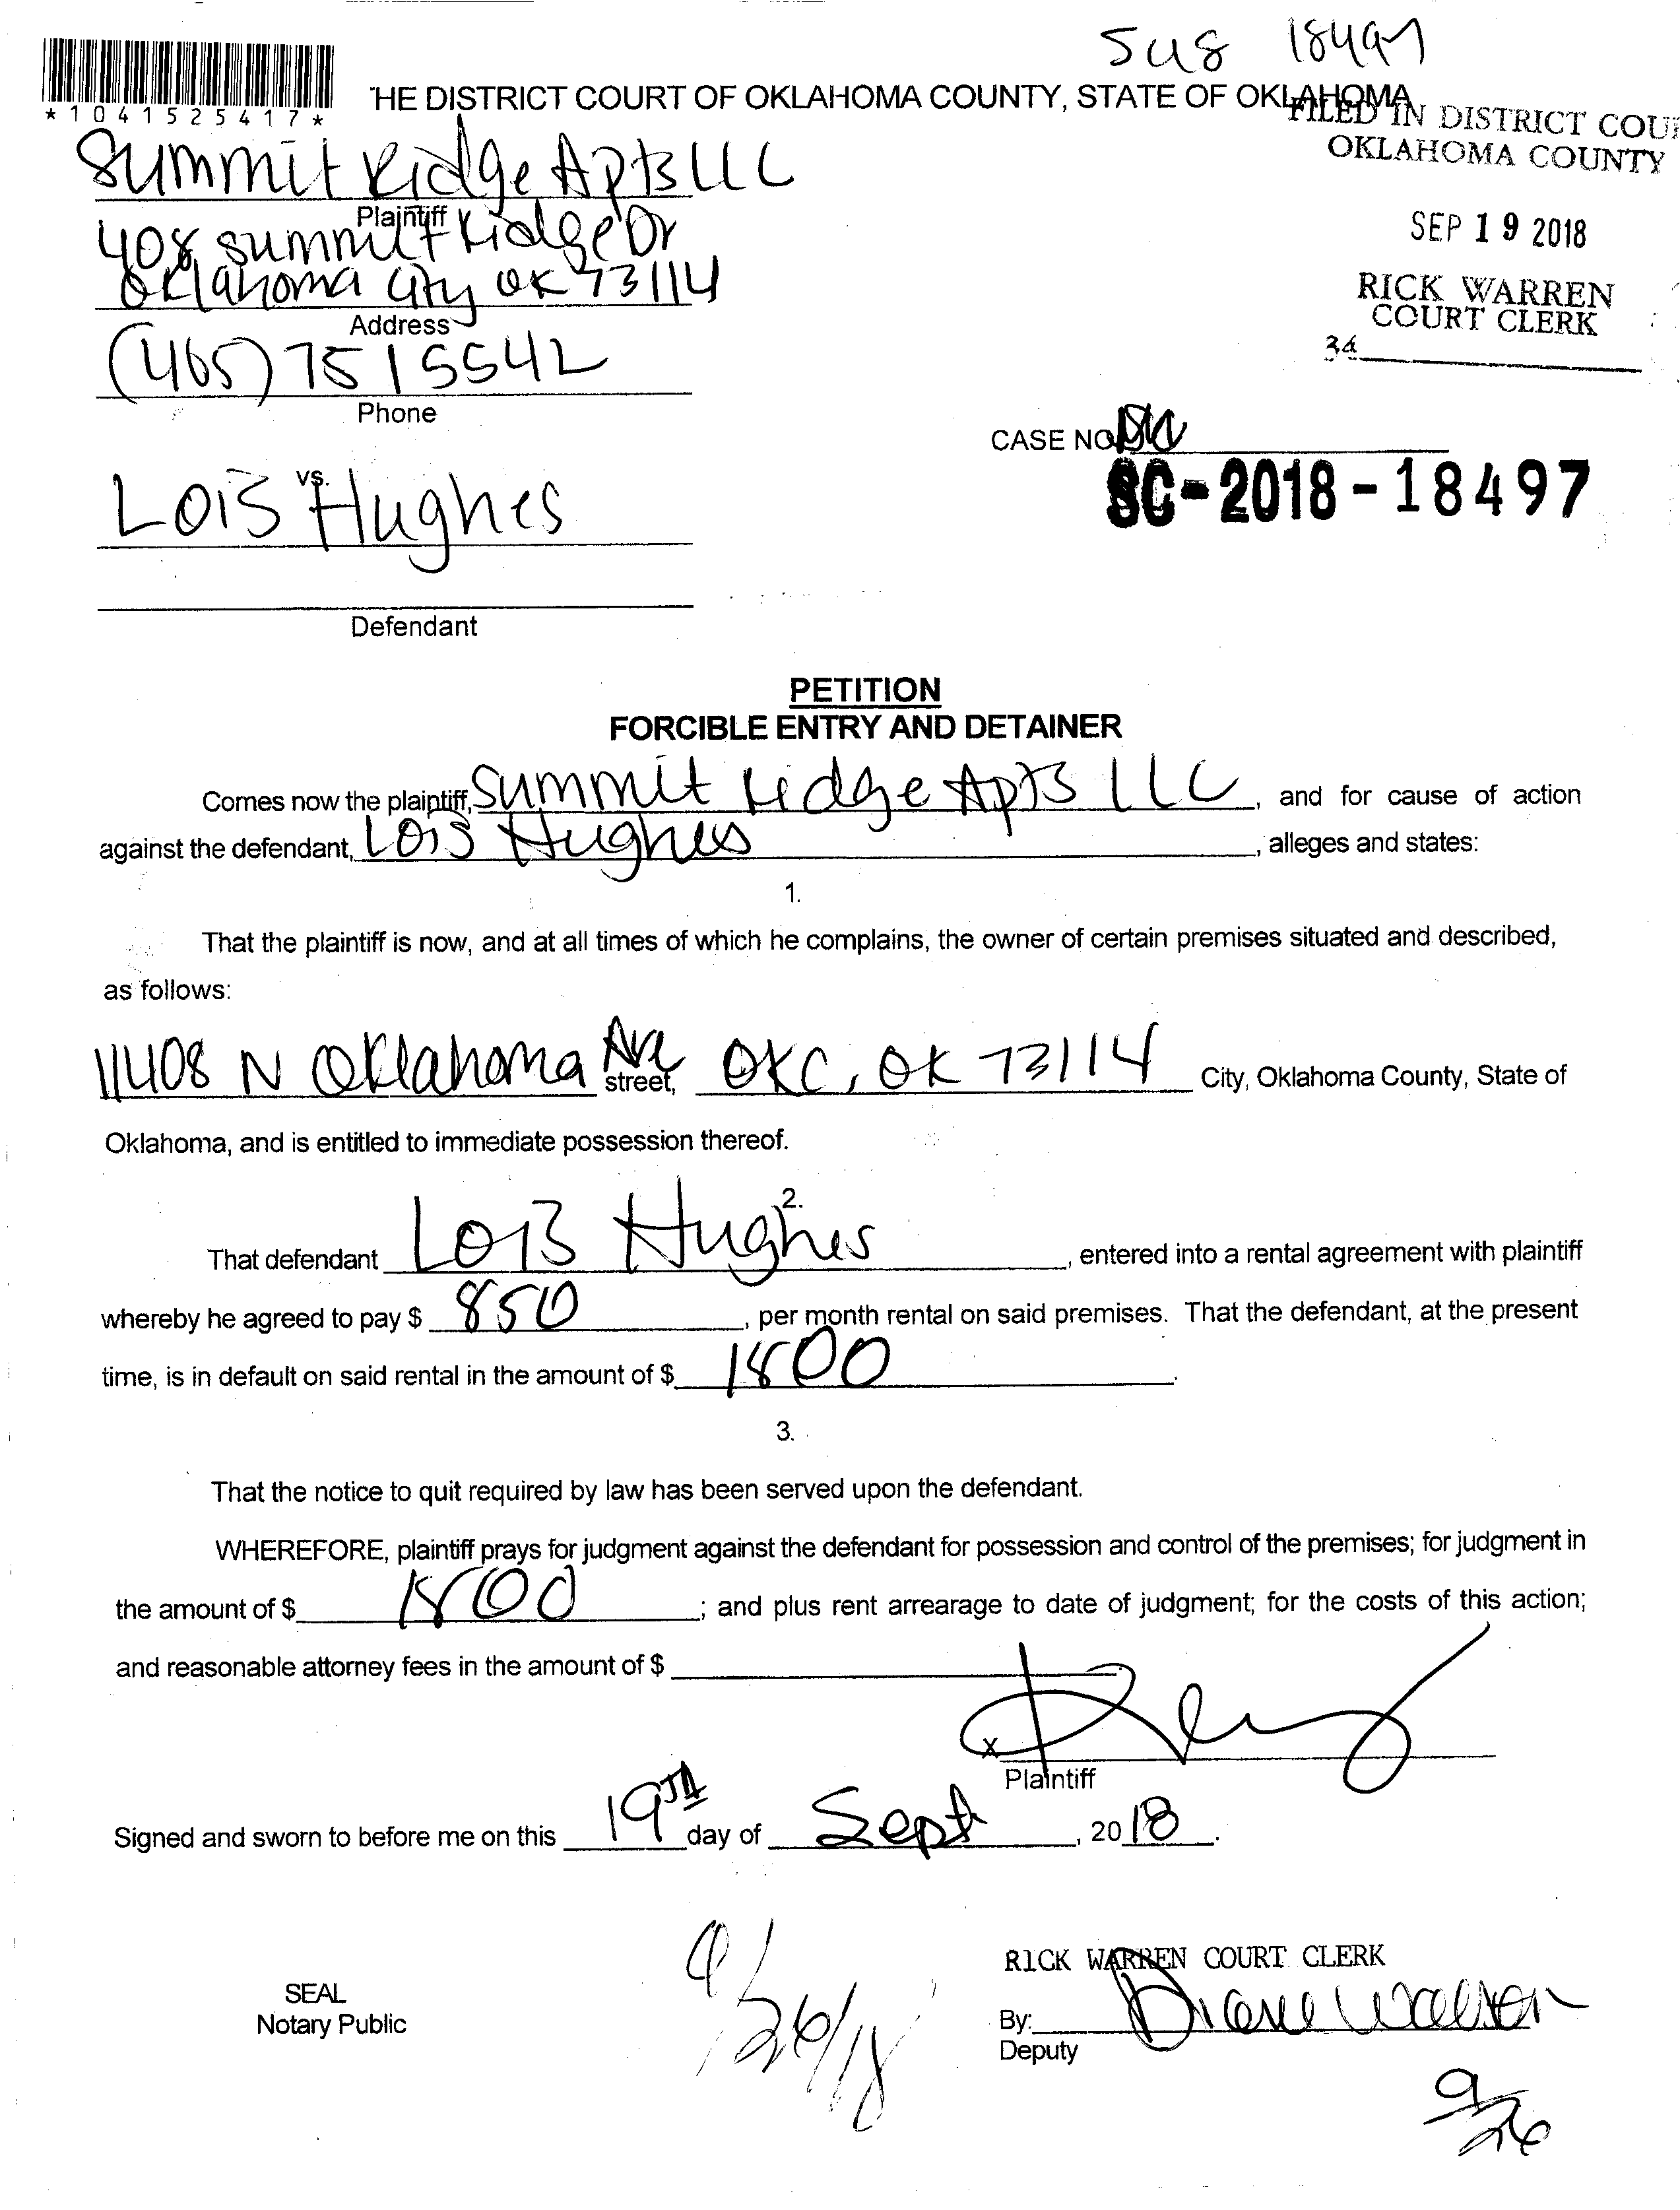 SUS 18497
*1041525417*
THE DISTRICT COURT OF OKLAHOMA COUNTY, STATE OF OKLAHOMA
FILED IN DISTRICT COUR
OKLAHOMA COUNTY
SEP 19 2018
RICK WARREN
COURT CLERK
Summit Ridge Apts LLC
Plaintiff
408 Summit Ridge Dr
Oklahoma City OK 73114
Address
(405) 7515542
Phone
CASE NO
SC-2018-18497
vs.
Lois Hughes
Defendant
PETITION
FORCIBLE ENTRY AND DETAINER
Comes now the plaintiff, Summit Ridge Apts LLC, and for cause of action
against the defendant, Lois Hughes, alleges and states:
1.
That the plaintiff is now, and at all times of which he complains, the owner of certain premises situated and described,
as follows:
11408 N Oklahoma Ave street, OKC, OK 73114 City, Oklahoma County, State of
Oklahoma, and is entitled to immediate possession thereof.
2.
That defendant Lois Hughes, entered into a rental agreement with plaintiff
whereby he agreed to pay $ 850, per month rental on said premises. That the defendant, at the present
time, is in default on said rental in the amount of $ 1800.
3.
That the notice to quit required by law has been served upon the defendant.
WHEREFORE, plaintiff prays for judgment against the defendant for possession and control of the premises; for judgment in
the amount of $ 1800; and plus rent arrearage to date of judgment; for the costs of this action;
and reasonable attorney fees in the amount of $
x
Plaintiff
Signed and sworn to before me on this 19TH day of Sept, 2018.
9/26/18
RICK WARREN COURT CLERK
SEAL
Notary Public
By:
Deputy
9/26